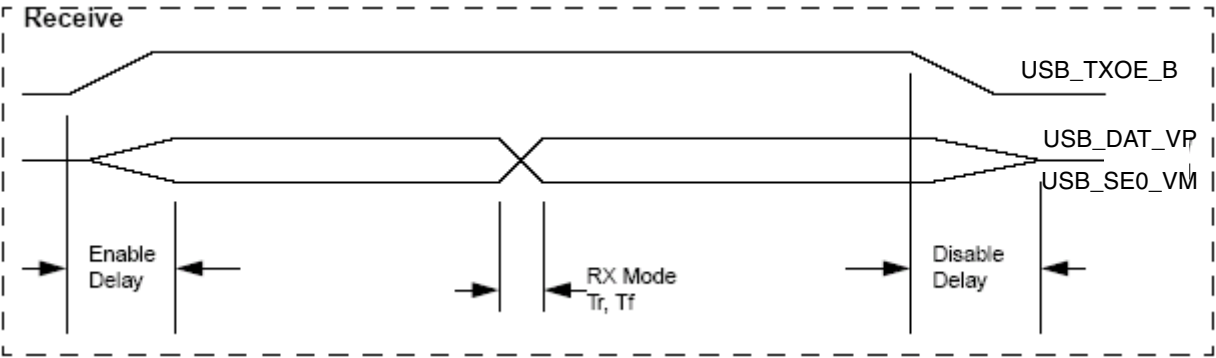 Receive
USB_TXOE_B
USB_DAT_VP
USB_SE0_VM
Enable
Delay
RX Mode
Tr, Tf
Disable
Delay